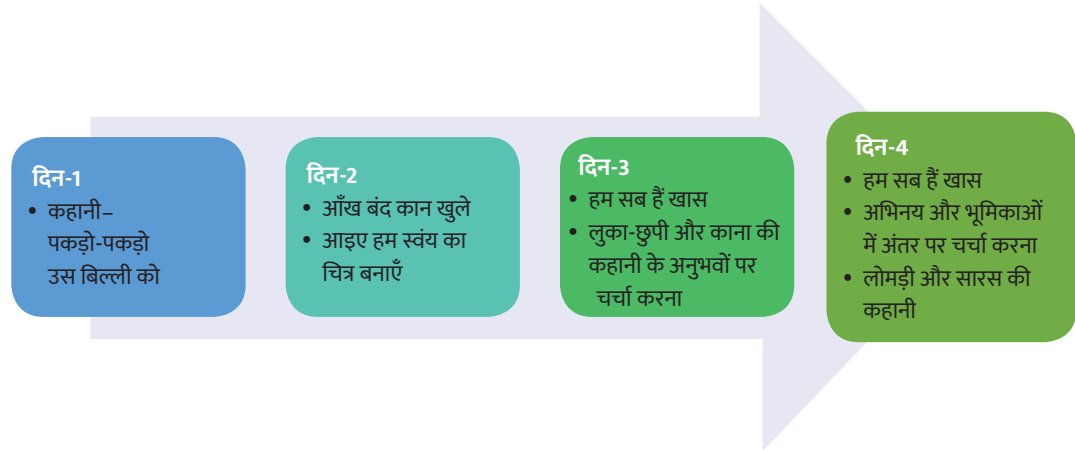 दिन-1
• कहानी–
पकड़ो-पकड़ो
उस बिल्ली को
दिन-2
• आँख बंद कान खुले
• आइए हम स्वंय का
चित्र बनाएँ
दिन-3
• हम सब हैं खास
• लुका-छुपी और काना की
कहानी के अनुभवों पर
चर्चा करना
दिन-4
• हम सब हैं खास
• अभिनय और भूमिकाओं
में अंतर पर चर्चा करना
• लोमड़ी और सारस की
कहानी